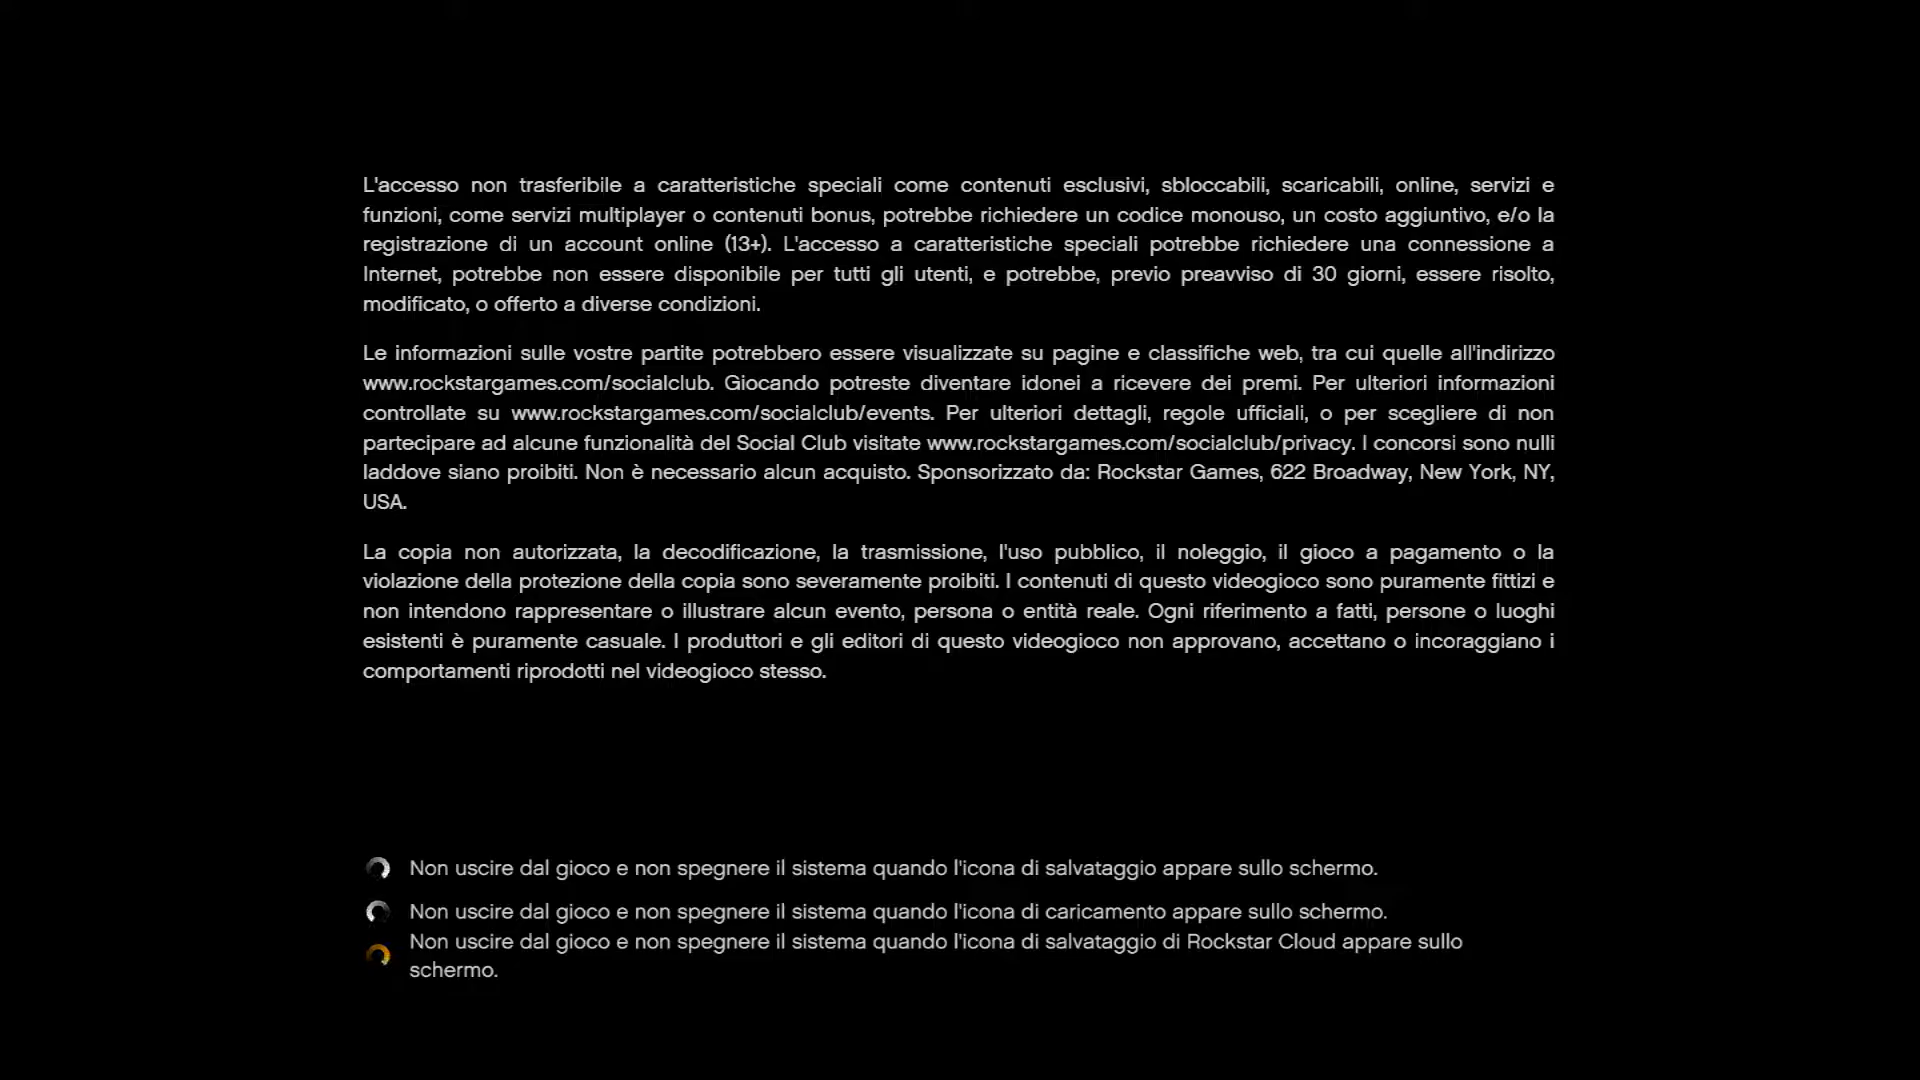 L'accesso non trasferibile a caratteristiche speciali come contenuti esclusivi, sbloccabili, scaricabili, online, servizi e
funzioni, come servizi multiplayer o contenuti bonus, potrebbe richiedere un codice monouso, un costo aggiuntivo, e/o la
registrazione di un account online (13+). L'accesso a caratteristiche speciali potrebbe richiedere una connessione a
Internet, potrebbe non essere disponibile per tutti gli utenti, e potrebbe, previo preavviso di 30 giorni, essere risolto,
modificato, o offerto a diverse condizioni.
Le informazioni sulle vostre partite potrebbero essere visualizzate su pagine e classifiche web, tra cui quelle all'indirizzo
www.rockstargames.com/socialclub. Giocando potreste diventare idonei a ricevere dei premi. Per ulteriori informazioni
controllate su www.rockstargames.com/socialclub/events. Per ulteriori dettagli, regole ufficiali, o per scegliere di non
partecipare ad alcune funzionalità del Social Club visitate www.rockstargames.com/socialclub/privacy. I concorsi sono nulli
laddove siano proibiti. Non è necessario alcun acquisto. Sponsorizzato da: Rockstar Games, 622 Broadway, New York, NY,
USA.
La copia non autorizzata, la decodificazione, la trasmissione, l'uso pubblico, il noleggio, il gioco a pagamento o la
violazione della protezione della copia sono severamente proibiti. I contenuti di questo videogioco sono puramente fittizi e
non intendono rappresentare o illustrare alcun evento, persona o entità reale. Ogni riferimento a fatti, persone o luoghi
esistenti è puramente casuale. I produttori e gli editori di questo videogioco non approvano, accettano o incoraggiano i
comportamenti riprodotti nel videogioco stesso.
Non uscire dal gioco e non spegnere il sistema quando l'icona di salvataggio appare sullo schermo.
Non uscire dal gioco e non spegnere il sistema quando l'icona di caricamento appare sullo schermo.
Non uscire dal gioco e non spegnere il sistema quando l'icona di salvataggio di Rockstar Cloud appare sullo
schermo.